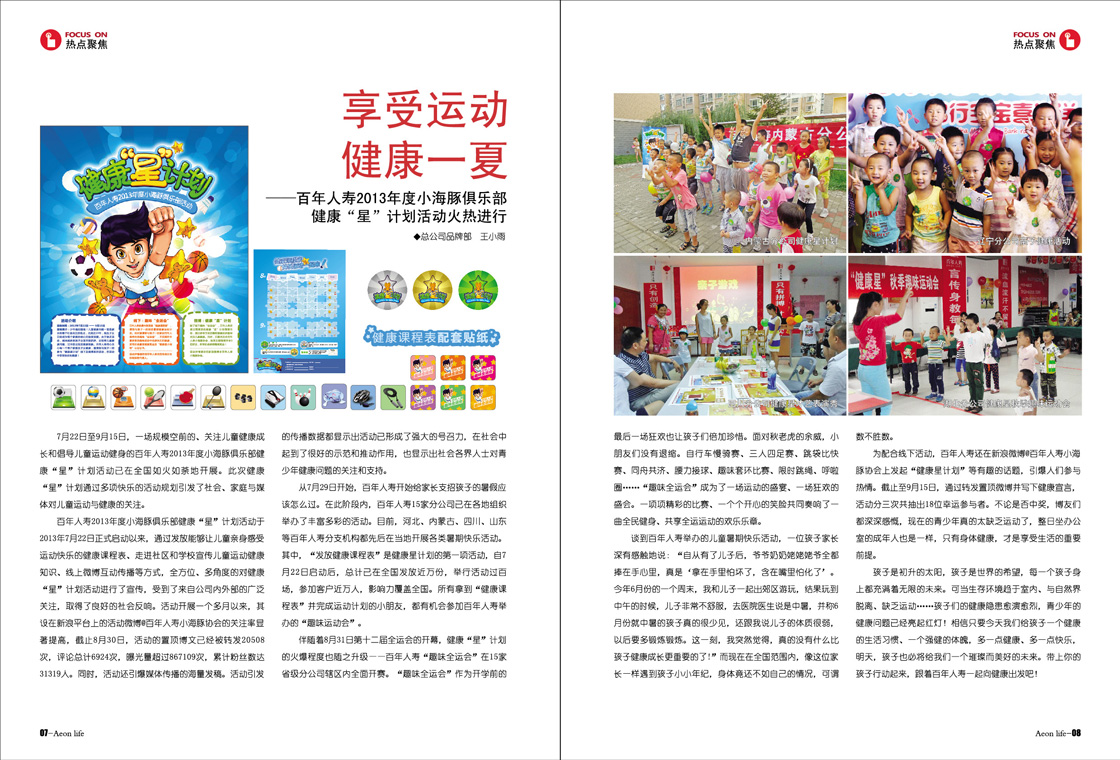 FOCUS ON
热点聚焦
享受运动
健康一夏
——百年人寿2013年度小海豚俱乐部
健康“星”计划活动火热进行
◆总公司品牌部 王小雨
健康“星”计划
百年人寿2013年度小海豚俱乐部活动
健康课程表配套贴纸
7月22日至9月15日，一场规模空前的、关注儿童健康成
长和倡导儿童运动健身的百年人寿2013年度小海豚俱乐部健
康“星”计划活动已在全国如火如荼地开展。此次健康
“星”计划通过多项快乐的活动规划引发了社会、家庭与媒
体对儿童运动与健康的关注。
百年人寿2013年度小海豚俱乐部健康“星”计划活动于
2013年7月22日正式启动以来，通过发放能够让儿童亲身感受
运动快乐的健康课程表、走进社区和学校宣传儿童运动健康
知识、线上微博互动传播等方式，全方位、多角度的对健康
“星”计划活动进行了宣传，受到了来自公司内外部的广泛
关注，取得了良好的社会反响。活动开展一个多月以来，其
设在新浪平台上的活动微博@百年人寿小海豚协会的关注率显
著提高，截止8月30日，活动的置顶博文已经被转发20508
次，评论总计6924次，曝光量超过867109次，累计粉丝数达
31319人。同时，活动还引爆媒体传播的海量发稿。活动引发
的传播数据都显示出活动已形成了强大的号召力，在社会中
起到了很好的示范和推动作用，也显示出社会各界人士对青
少年健康问题的关注和支持。
从7月29日开始，百年人寿开始给家长支招孩子的暑假应
该怎么过。在此阶段内，百年人寿15家分公司已在各地组织
举办了丰富多彩的活动。目前，河北、内蒙古、四川、山东
等百年人寿分支机构都先后在当地开展各类暑期快乐活动。
其中，“发放健康课程表”是健康星计划的第一项活动，自7
月22日启动后，总计已在全国发放近万份，举行活动过百
场，参加客户近万人，影响力覆盖全国。所有拿到“健康课
程表”并完成运动计划的小朋友，都有机会参加百年人寿举
办的“趣味运动会”。
伴随着8月31日第十二届全运会的开幕，健康“星”计划
的火爆程度也随之升级——百年人寿“趣味全运会”在15家
省级分公司辖区内全面开赛。“趣味全运会”作为开学前的
07-Aeon life
FOCUS ON
热点聚焦
内蒙古分公司健康星计划
“健康星”秋季趣味运动会
言传身教
最后一场狂欢也让孩子们倍加珍惜。面对秋老虎的余威，小
朋友们没有退缩。自行车慢骑赛、三人四足赛、跳袋比快
赛、同舟共济、腰力接球、趣味套环比赛、限时跳绳、呼啦
圈……“趣味全运会”成为了一场运动的盛宴、一场狂欢的
盛会。一项项精彩的比赛、一个个开心的笑脸共同奏响了一
曲全民健身、共享全运动的欢乐乐章。
谈到百年人寿举办的儿童暑期快乐活动，一位孩子家长
深有感触地说：“自从有了儿子后，爷爷奶奶姥姥姥爷全都
捧在手心里，真是‘拿在手里怕坏了，含在嘴里怕化了’。
今年6月份的一个周末，我和儿子一起出郊区游玩，结果玩到
中午的时候，儿子非常不舒服，去医院医生说是中暑，并称6
月份就中暑的孩子真的很少见，还跟我说儿子的体质很弱，
以后要多锻炼锻炼。这一刻，我突然觉得，真的没有什么比
孩子健康成长更重要的了！”而现在在全国范围内，像这位家
长一样遇到孩子小小年纪，身体竟还不如自己的情况，可谓
数不胜数。
为配合线下活动，百年人寿还在新浪微博@百年人寿小海
豚协会上发起“健康星计划”等有趣的话题，引爆人们参与
热情。截止至9月15日，通过转发置顶微博并写下健康宣言，
活动分三次共抽出18位幸运参与者。不论是否中奖，博友们
都深深感慨，现在的青少年真的太缺乏运动了，整日坐办公
室的成年人也是一样，只有身体健康，才是享受生活的重要
前提。
孩子是初升的太阳，孩子是世界的希望，每一个孩子身
上都充满着无限的未来。可当生存环境趋于室内、与自然界
脱离、缺乏运动……孩子们的健康隐患愈演愈烈，青少年的
健康问题已经亮起红灯！相信只要今天我们给孩子一个健康
的生活习惯、一个强健的体魄，多一点健康、多一点快乐，
明天，孩子也必将给我们一个璀璨而美好的未来。带上你的
孩子行动起来，跟着百年人寿一起向健康出发吧！
Aeon life-08